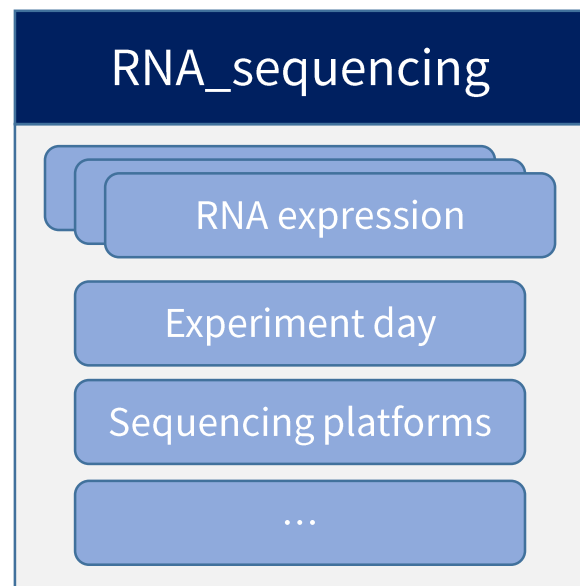 RNA_sequencing
RNA expression
Experiment day
Sequencing platforms
…